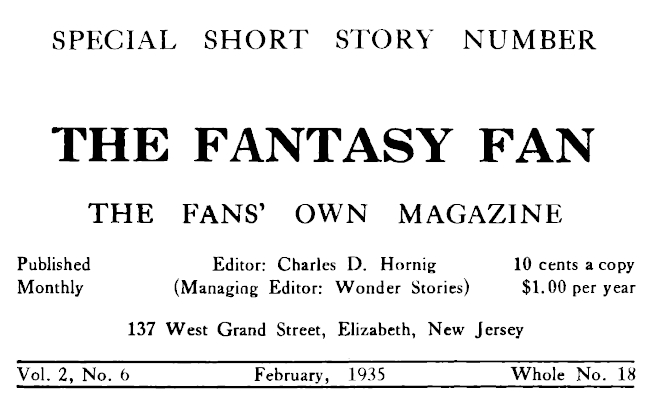 SPECIAL SHORT STORY NUMBER
THE FANTASY FAN
THE FANS' OWN MAGAZINE
Published Editor: Charles D. Hornig 10 cents a copy
Monthly (Managing Editor: Wonder Stories) $1.00 per year
137 West Grand Street, Elizabeth, New Jersey
Vol. 2, No. 6 February, 1935 Whole No. 18